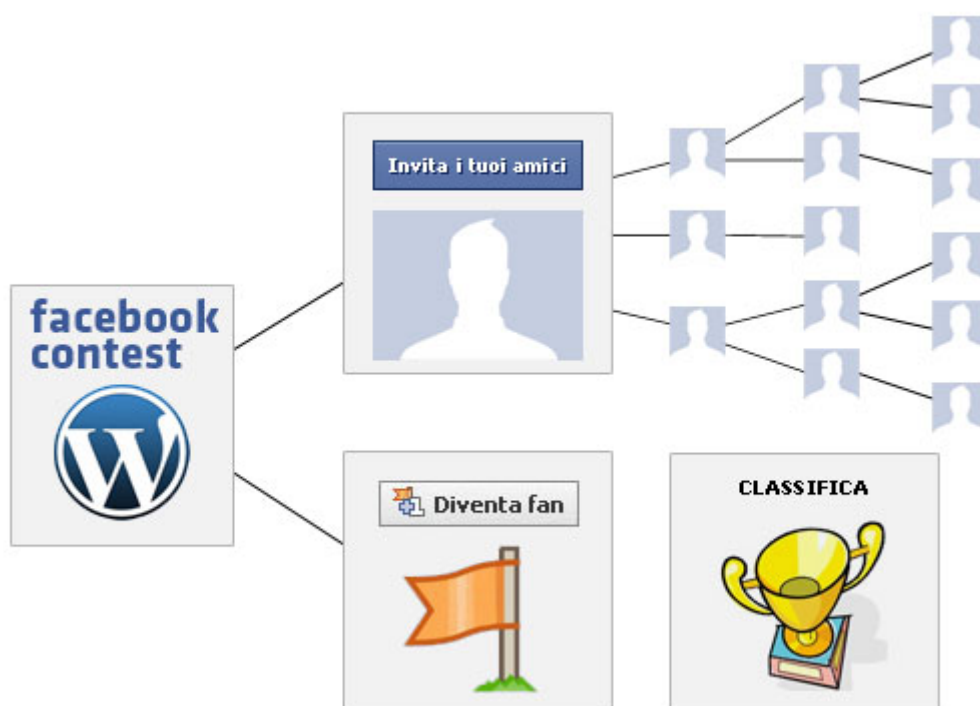 facebook
contest
Invita i tuoi amici
Diventa fan
CLASSIFICA